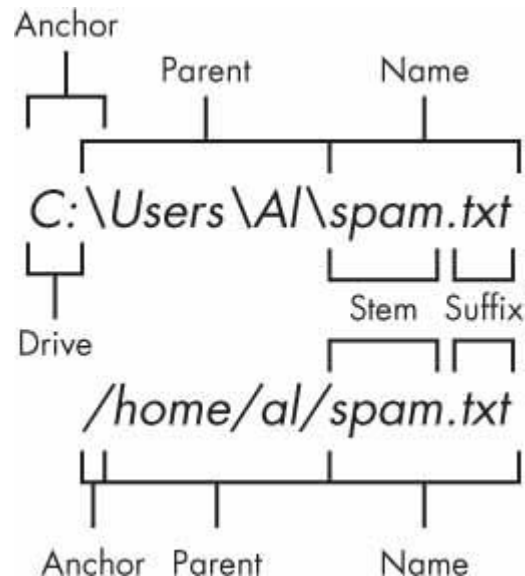 Anchor
Parent Name
C:\Users\Al\spam.txt
Stem Suffix
Drive
/home/al/spam.txt
Anchor Parent Name